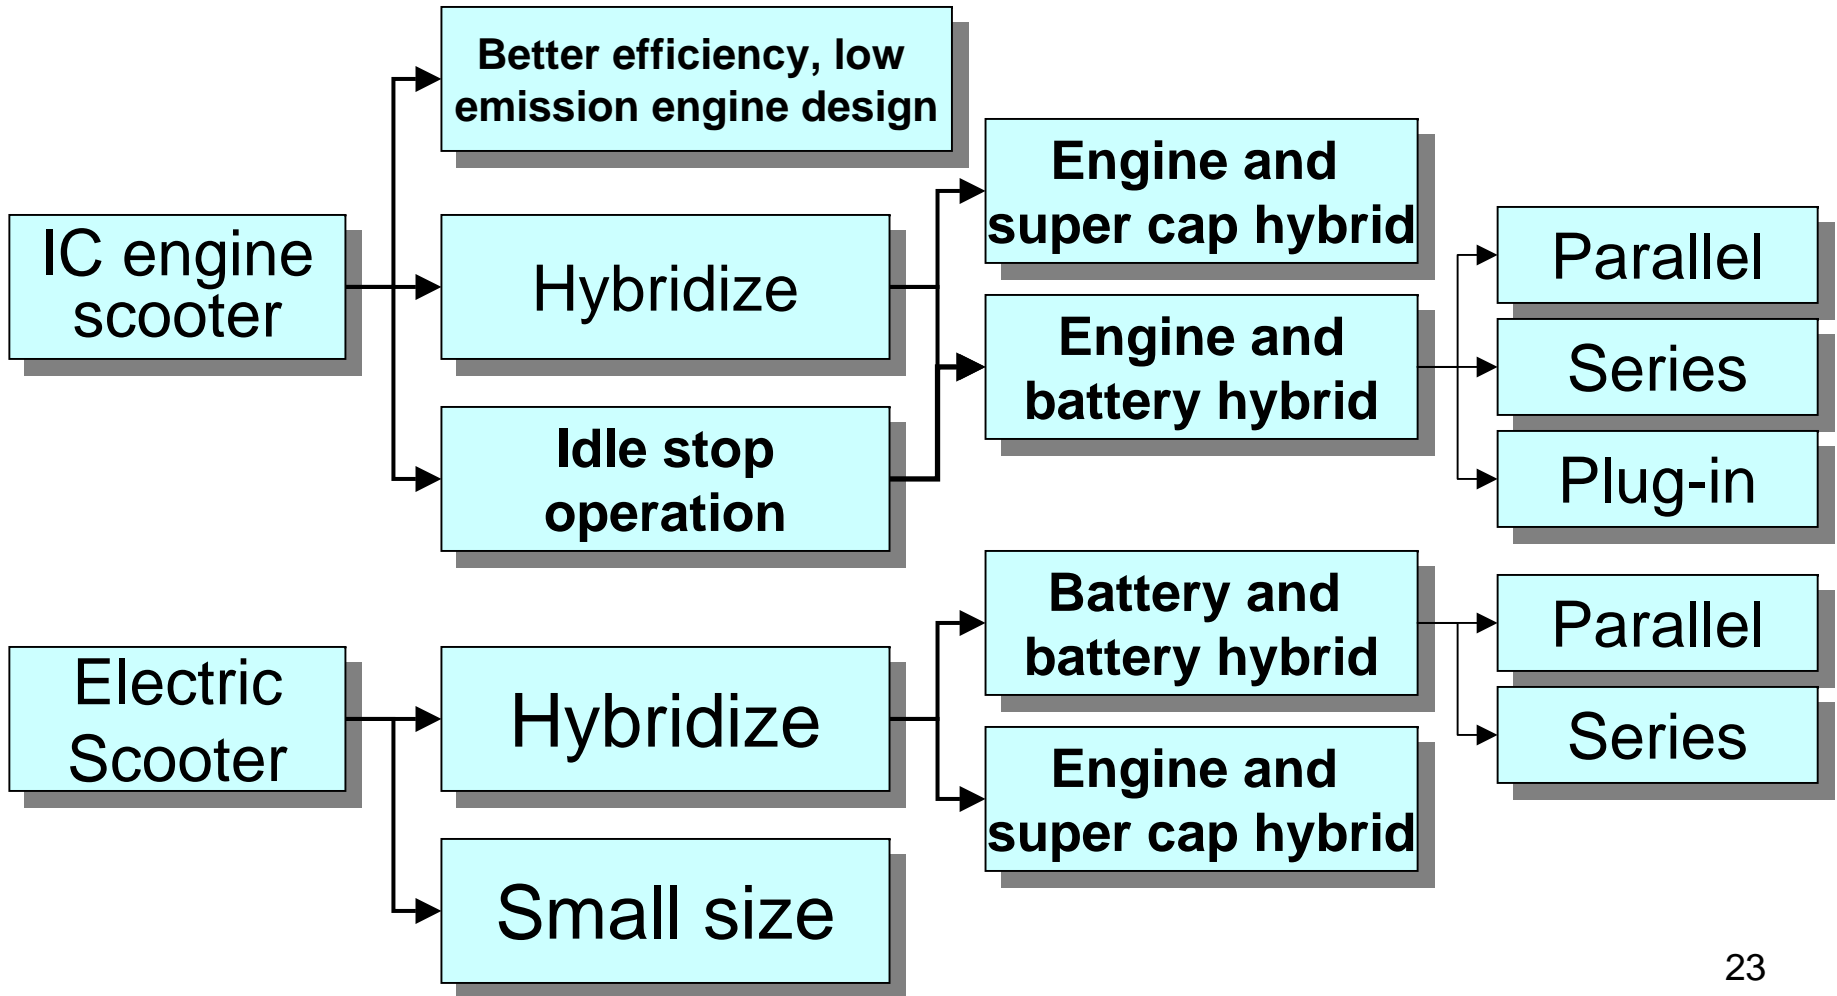 Better efficiency, low
emission engine design
IC engine
scooter
Hybridize
Idle stop
operation
Engine and
super cap hybrid
Engine and
battery hybrid
Parallel
Series
Plug-in
Electric
Scooter
Hybridize
Small size
Battery and
battery hybrid
Engine and
super cap hybrid
Parallel
Series
23